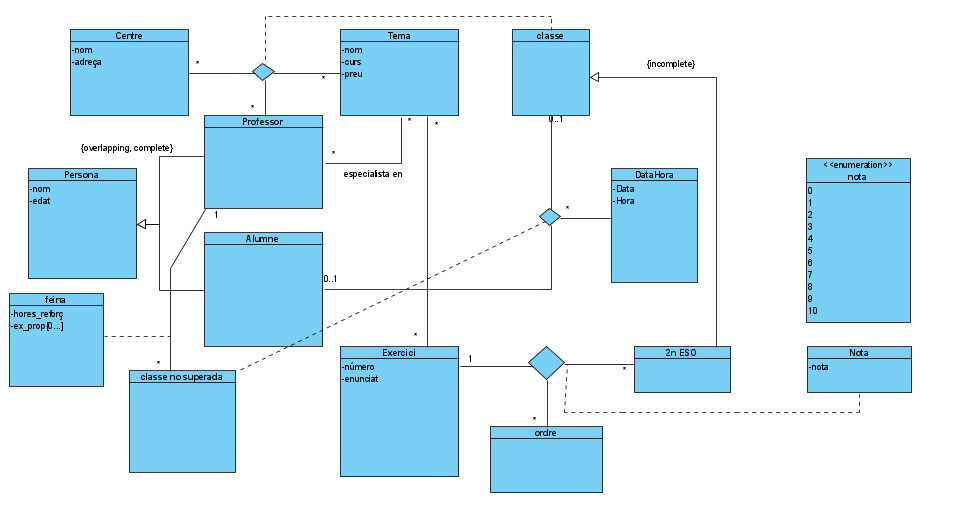 Centre
-nom
-adreça
*
*
*
Tema
-nom
-curs
-preu
*
*
classe
{incomplete}
0..1
Professor
*
especialista en
{overlapping, complete}
1
Persona
-nom
-edat
DataHora
-Data
-Hora
*
<<enumeration>>
nota
0
1
2
3
4
5
6
7
8
9
10
Alumne
0..1
feina
-hores_reforç
-ex_prop[0...]
*
classe no superada
*
Exercici
-número
-enunciat
1
*
2n ESO
Nota
-nota
*
ordre